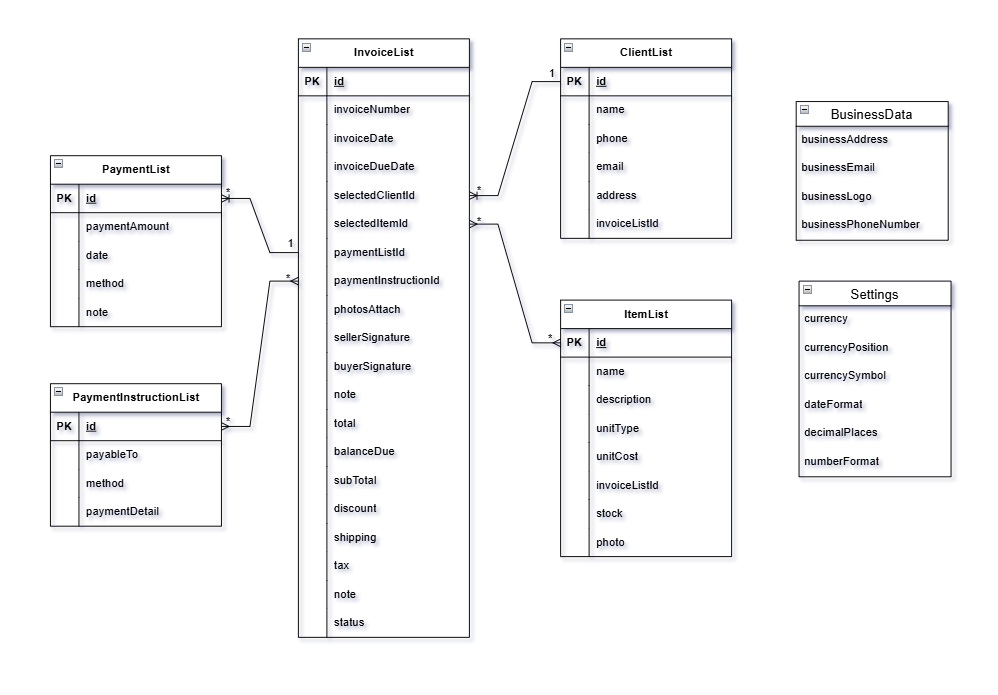 InvoiceList
PK id
invoiceNumber
invoiceDate
invoiceDueDate
selectedClientId
selectedItemId
paymentListId
paymentInstructionId
photosAttach
sellerSignature
buyerSignature
note
total
balanceDue
subTotal
discount
shipping
tax
note
status
ClientList
1
PK id
name
phone
email
address
invoiceListId
*
*
BusinessData
businessAddress
businessEmail
businessLogo
businessPhoneNumber
PaymentList
PK id
paymentAmount
date
method
note
*
1
*
Settings
currency
currencyPosition
currencySymbol
dateFormat
decimalPlaces
numberFormat
ItemList
*
PK id
name
description
unitType
unitCost
invoiceListId
stock
photo
PaymentInstructionList
PK id
payableTo
method
paymentDetail
*